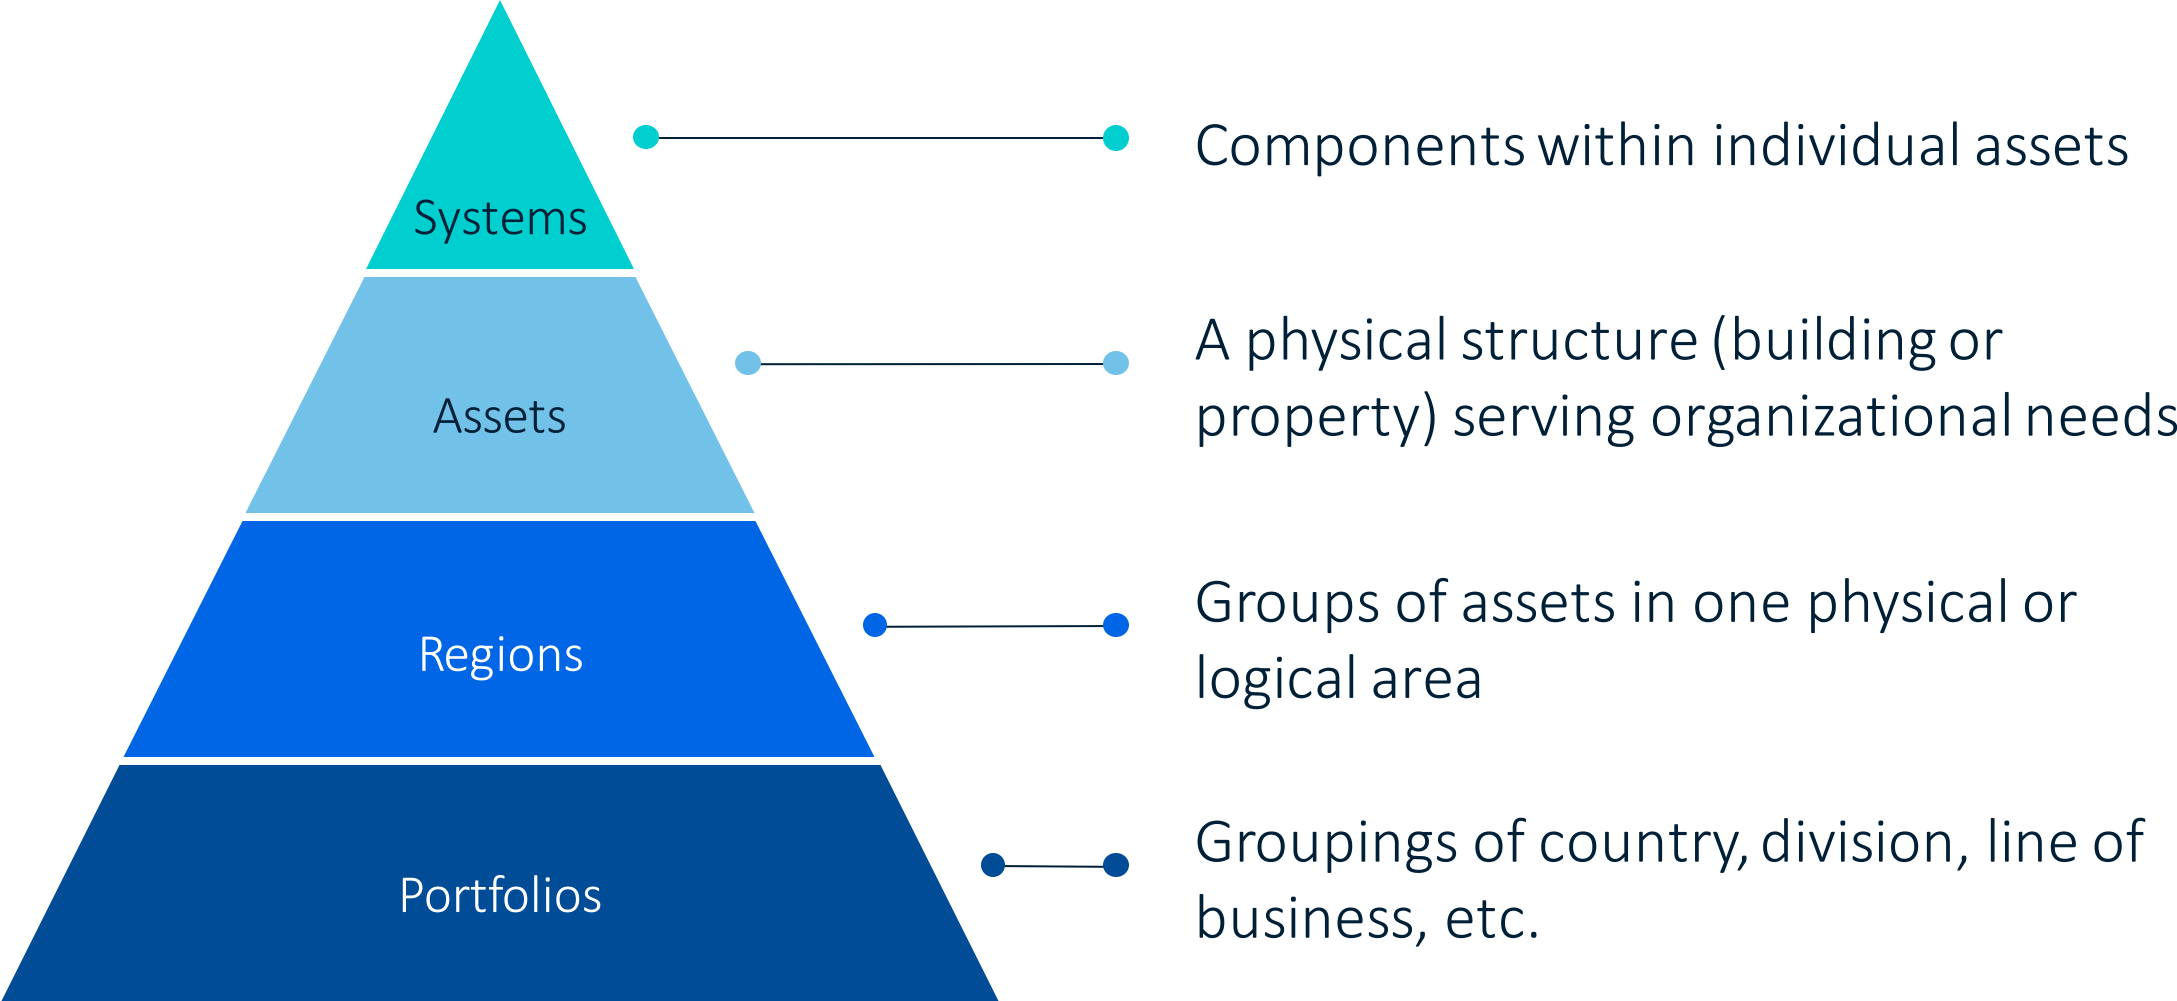 Systems
Components within individual assets
Assets
A physical structure (building or
property) serving organizational needs
Regions
Groups of assets in one physical or
logical area
Portfolios
Groupings of country, division, line of
business, etc.